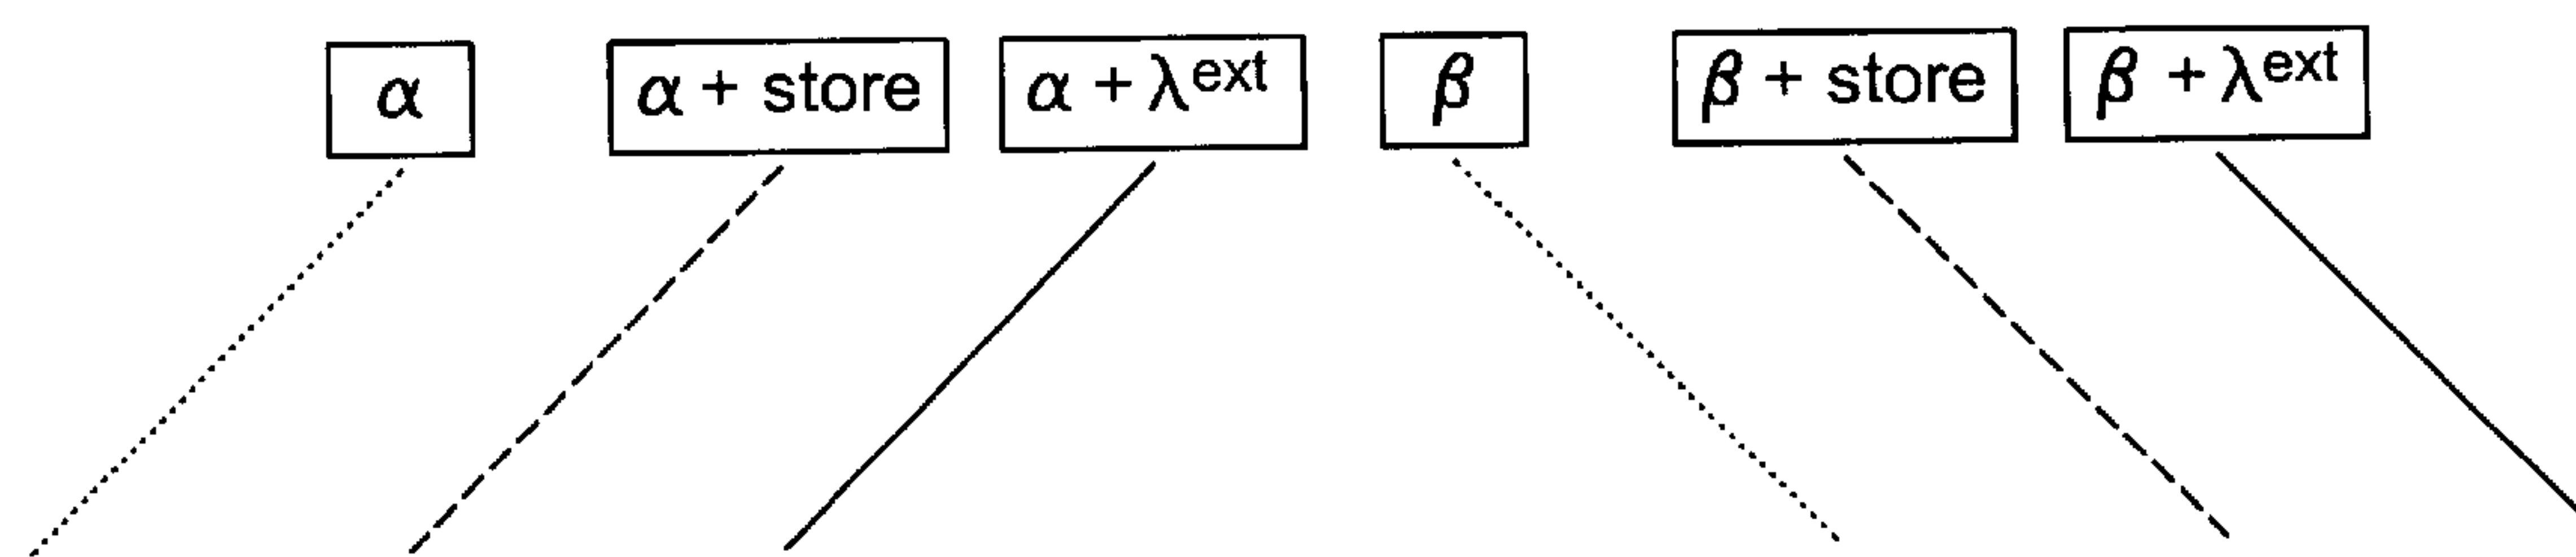 α
α + store
α + λext
β
β + store
β + λext